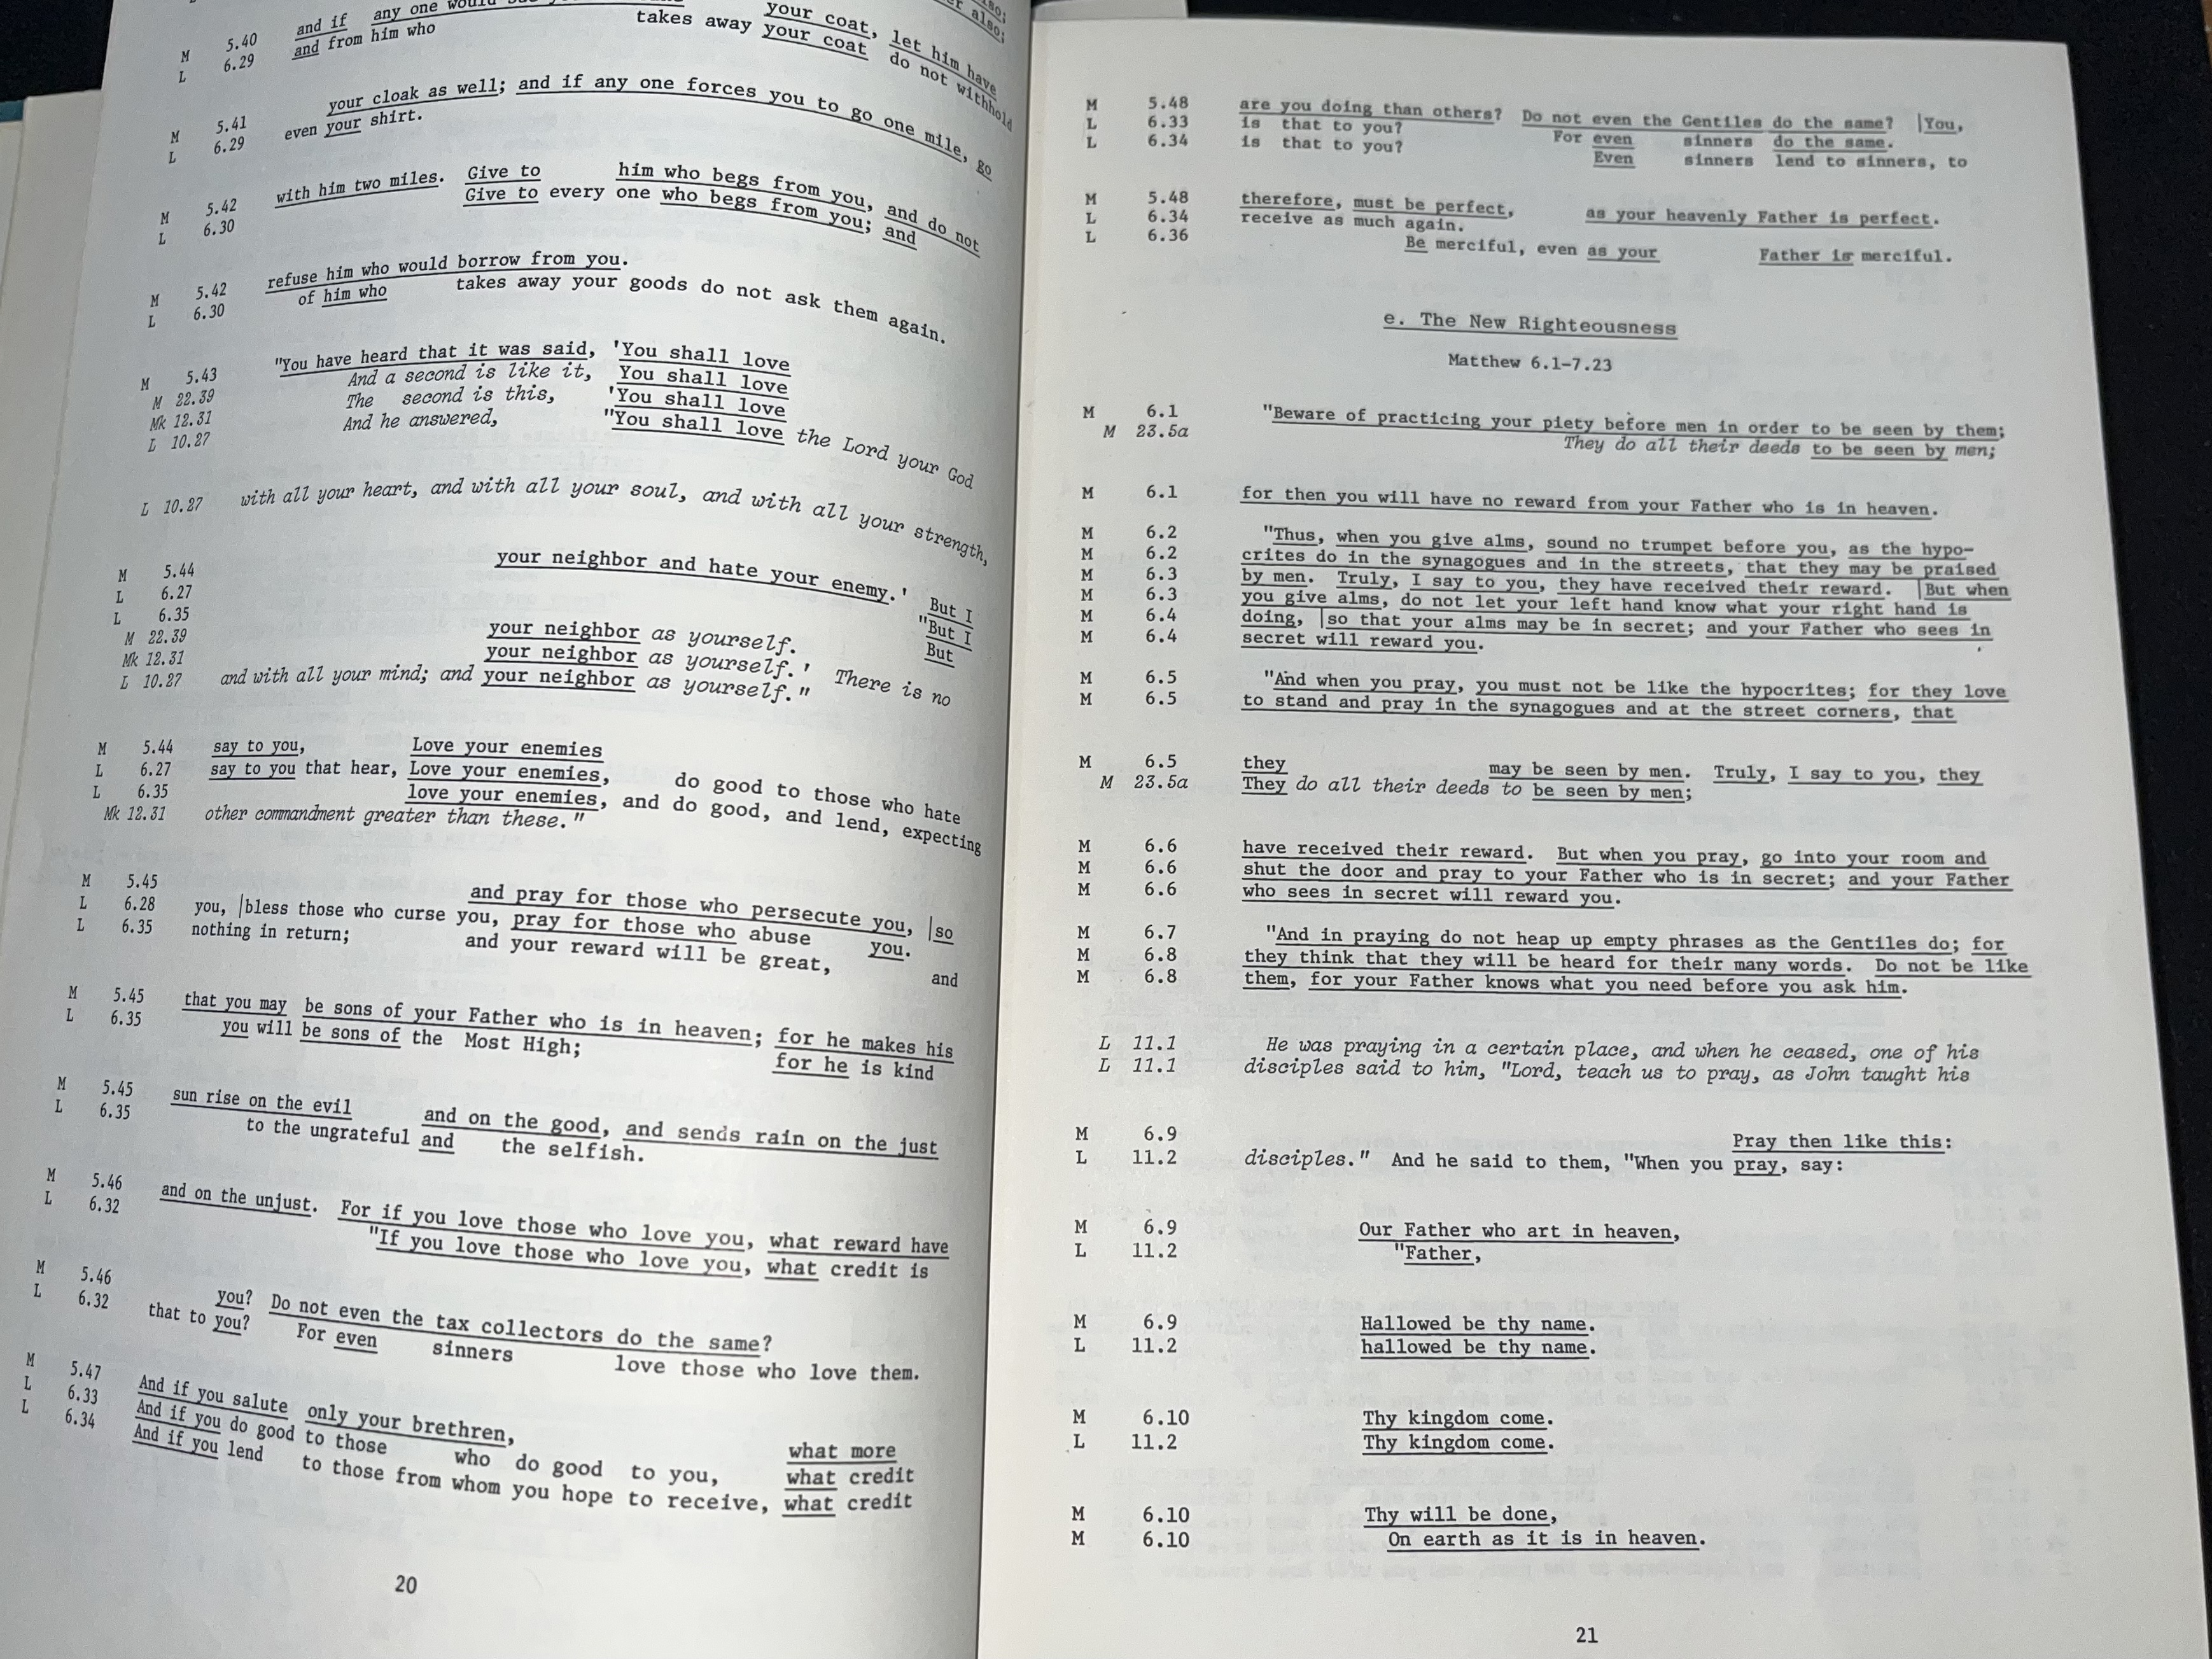 M 5.40 and if any one would your coat, let him have
L 6.29 and from him who takes away your coat do not withhold
M 5.41 your cloak as well; and if any one forces you to go one mile, go
L 6.29 even your shirt.
M 5.42 with him two miles. Give to him who begs from you, and do not
L 6.30 Give to every one who begs from you; and
M 5.42 refuse him who would borrow from you.
L 6.30 of him who takes away your goods do not ask them again.
M 5.43 "You have heard that it was said, 'You shall love
M 22.39 And a second is like it, You shall love
Mk 12.31 The second is this, 'You shall love
L 10.27 And he answered, "You shall love the Lord your God
L 10.27 with all your heart, and with all your soul, and with all your strength,
M 5.44 your neighbor and hate your enemy.' But I
L 6.27 "But I
L 6.35 But
M 22.39 your neighbor as yourself.
Mk 12.31 your neighbor as yourself.' There is no
L 10.27 and with all your mind; and your neighbor as yourself."
M 5.44 say to you, Love your enemies
L 6.27 say to you that hear, Love your enemies, do good to those who hate
L 6.35 love your enemies, and do good, and lend, expecting
Mk 12.31 other commandment greater than these."
M 5.45 and pray for those who persecute you, |so
L 6.28 you, |bless those who curse you, pray for those who abuse you.
L 6.35 nothing in return; and your reward will be great, and
M 5.45 that you may be sons of your Father who is in heaven; for he makes his
L 6.35 you will be sons of the Most High; for he is kind
M 5.45 sun rise on the evil and on the good, and sends rain on the just
L 6.35 to the ungrateful and the selfish.
M 5.46 and on the unjust. For if you love those who love you, what reward have
L 6.32 "If you love those who love you, what credit is
M 5.46 you? Do not even the tax collectors do the same?
L 6.32 that to you? For even sinners love those who love them.
M 5.47 And if you salute only your brethren, what more
L 6.33 And if you do good to those who do good to you, what credit
L 6.34 And if you lend to those from whom you hope to receive, what credit
20
M 5.48 are you doing than others? Do not even the Gentiles do the same? |You,
L 6.33 is that to you? For even sinners do the same.
L 6.34 is that to you? Even sinners lend to sinners, to
M 5.48 therefore, must be perfect, as your heavenly Father is perfect.
L 6.34 receive as much again.
L 6.36 Be merciful, even as your Father is merciful.
e. The New Righteousness
Matthew 6.1-7.23
M 6.1 "Beware of practicing your piety before men in order to be seen by them;
M 23.5a They do all their deeds to be seen by men;
M 6.1 for then you will have no reward from your Father who is in heaven.
M 6.2 "Thus, when you give alms, sound no trumpet before you, as the hypo-
M 6.2 crites do in the synagogues and in the streets, that they may be praised
M 6.3 by men. Truly, I say to you, they have received their reward. |But when
M 6.3 you give alms, do not let your left hand know what your right hand is
M 6.4 doing, |so that your alms may be in secret; and your Father who sees in
M 6.4 secret will reward you.
M 6.5 "And when you pray, you must not be like the hypocrites; for they love
M 6.5 to stand and pray in the synagogues and at the street corners, that
M 6.5 they may be seen by men. Truly, I say to you, they
M 23.5a They do all their deeds to be seen by men;
M 6.6 have received their reward. But when you pray, go into your room and
M 6.6 shut the door and pray to your Father who is in secret; and your Father
M 6.6 who sees in secret will reward you.
M 6.7 "And in praying do not heap up empty phrases as the Gentiles do; for
M 6.8 they think that they will be heard for their many words. Do not be like
M 6.8 them, for your Father knows what you need before you ask him.
L 11.1 He was praying in a certain place, and when he ceased, one of his
L 11.1 disciples said to him, "Lord, teach us to pray, as John taught his
M 6.9 Pray then like this:
L 11.2 disciples." And he said to them, "When you pray, say:
M 6.9 Our Father who art in heaven,
L 11.2 "Father,
M 6.9 Hallowed be thy name.
L 11.2 hallowed be thy name.
M 6.10 Thy kingdom come.
L 11.2 Thy kingdom come.
M 6.10 Thy will be done,
M 6.10 On earth as it is in heaven.
21